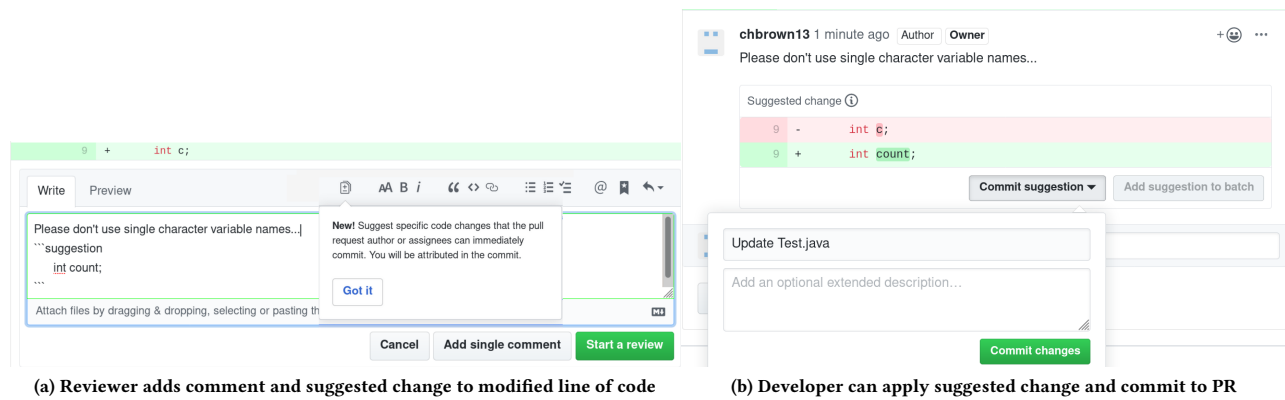 9 + int c;
Write Preview AA B i “ <> @
Please don't use single character variable names...
```suggestion
int count;
```
Attach files by dragging & dropping, selecting or pasting th
New! Suggest specific code changes that the pull
request author or assignees can immediately
commit. You will be attributed in the commit.
Got it
Cancel Add single comment Start a review
(a) Reviewer adds comment and suggested change to modified line of code
chbrown13 1 minute ago Author Owner
Please don't use single character variable names...
Suggested change
9 - int c;
9 + int count;
Commit suggestion Add suggestion to batch
Update Test.java
Add an optional extended description…
Commit changes
(b) Developer can apply suggested change and commit to PR